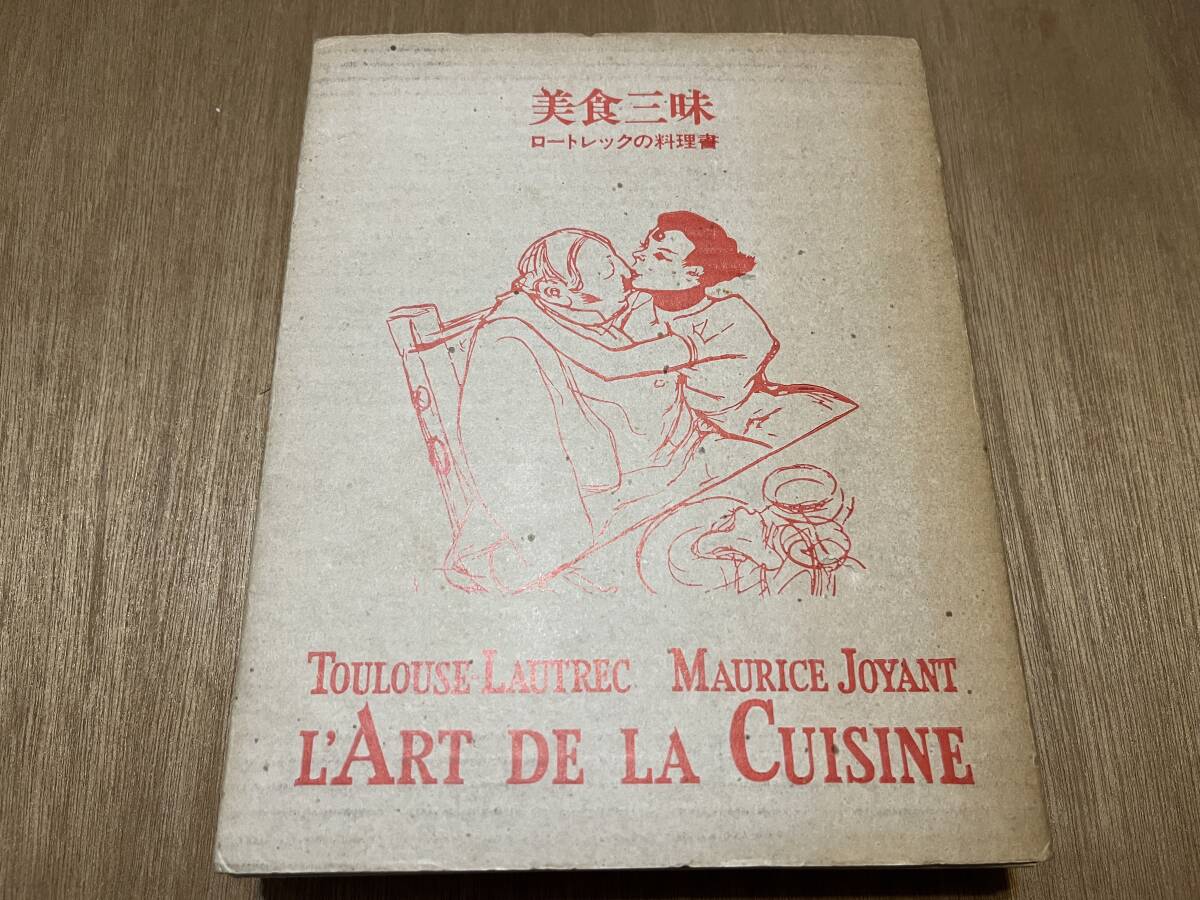 美食三味
ロートレックの料理書
TOULOUSE-LAUTREC MAURICE JOYANT
L'ART DE LA CUISINE